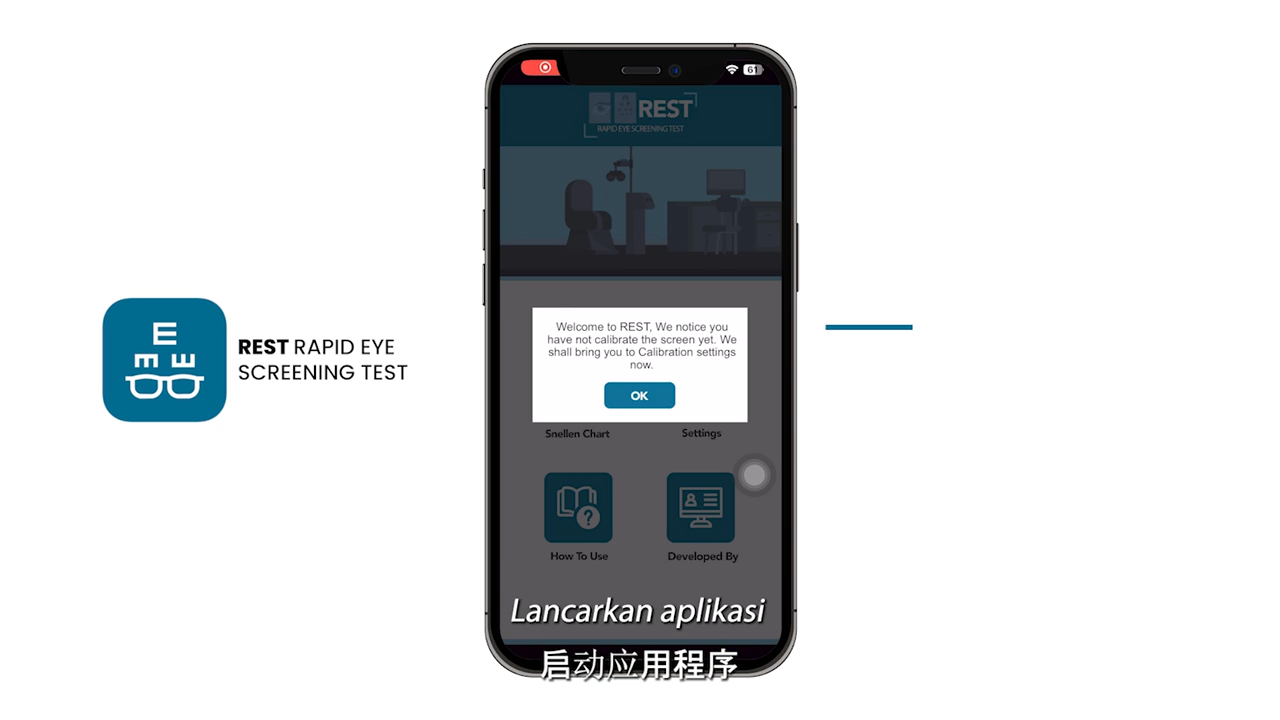 61
REST
RAPID EYE SCREENING TEST
REST RAPID EYE
SCREENING TEST
Welcome to REST, We notice you
have not calibrate the screen yet. We
shall bring you to Calibration settings
now.
OK
Snellen Chart
Settings
How To Use
Developed By
Lancarkan aplikasi
启动应用程序